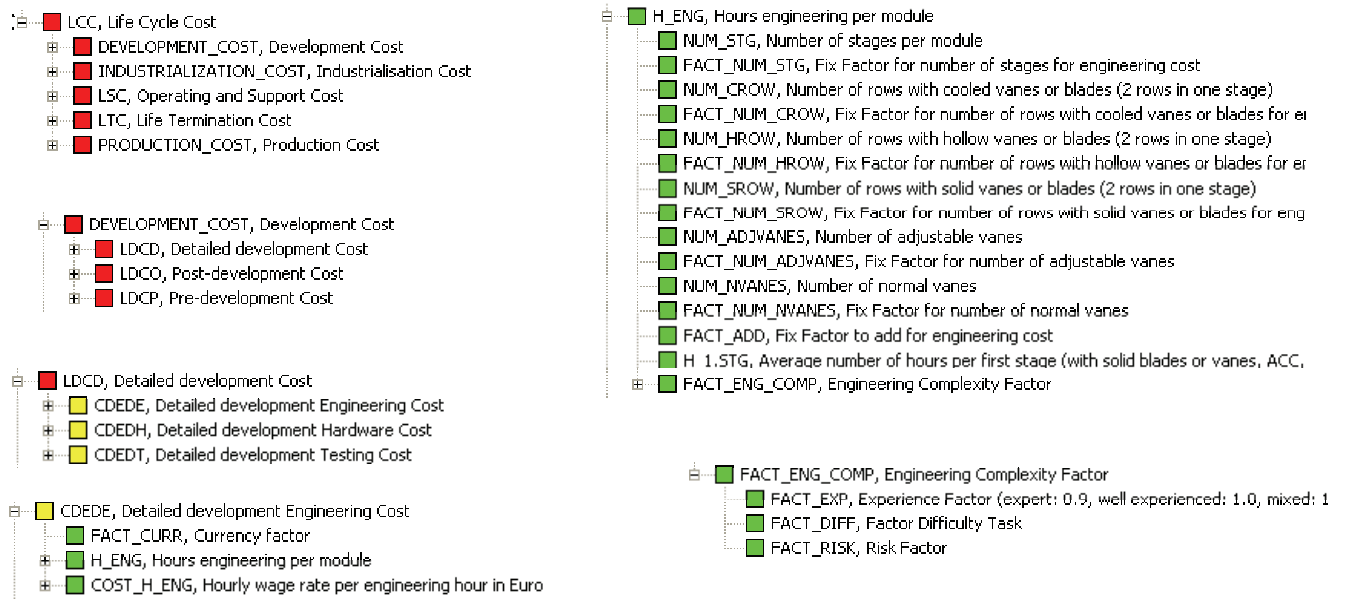 LCC, Life Cycle Cost
DEVELOPMENT_COST, Development Cost
INDUSTRIALIZATION_COST, Industrialisation Cost
LSC, Operating and Support Cost
LTC, Life Termination Cost
PRODUCTION_COST, Production Cost
DEVELOPMENT_COST, Development Cost
LDCD, Detailed development Cost
LDCO, Post-development Cost
LDCP, Pre-development Cost
LDCD, Detailed development Cost
CDEDE, Detailed development Engineering Cost
CDEDH, Detailed development Hardware Cost
CDEDT, Detailed development Testing Cost
CDEDE, Detailed development Engineering Cost
FACT_CURR, Currency factor
H_ENG, Hours engineering per module
COST_H_ENG, Hourly wage rate per engineering hour in Euro
H_ENG, Hours engineering per module
NUM_STG, Number of stages per module
FACT_NUM_STG, Fix Factor for number of stages for engineering cost
NUM_CROW, Number of rows with cooled vanes or blades (2 rows in one stage)
FACT_NUM_CROW, Fix Factor for number of rows with cooled vanes or blades for
NUM_HROW, Number of rows with hollow vanes or blades (2 rows in one stage)
FACT_NUM_HROW, Fix Factor for number of rows with hollow vanes or blades for
NUM_SROW, Number of rows with solid vanes or blades (2 rows in one stage)
FACT_NUM_SROW, Fix Factor for number of rows with solid vanes or blades for eng
NUM_ADJVANES, Number of adjustable vanes
FACT_NUM_ADJVANES, Fix Factor for number of adjustable vanes
NUM_NVANES, Number of normal vanes
FACT_NUM_NVANES, Fix Factor for number of normal vanes
FACT_ADD, Fix Factor to add for engineering cost
H_1.STG, Average number of hours per first stage (with solid blades or vanes, ACC,
FACT_ENG_COMP, Engineering Complexity Factor
FACT_ENG_COMP, Engineering Complexity Factor
FACT_EXP, Experience Factor (expert: 0.9, well experienced: 1.0, mixed: 1
FACT_DIFF, Factor Difficulty Task
FACT_RISK, Risk Factor